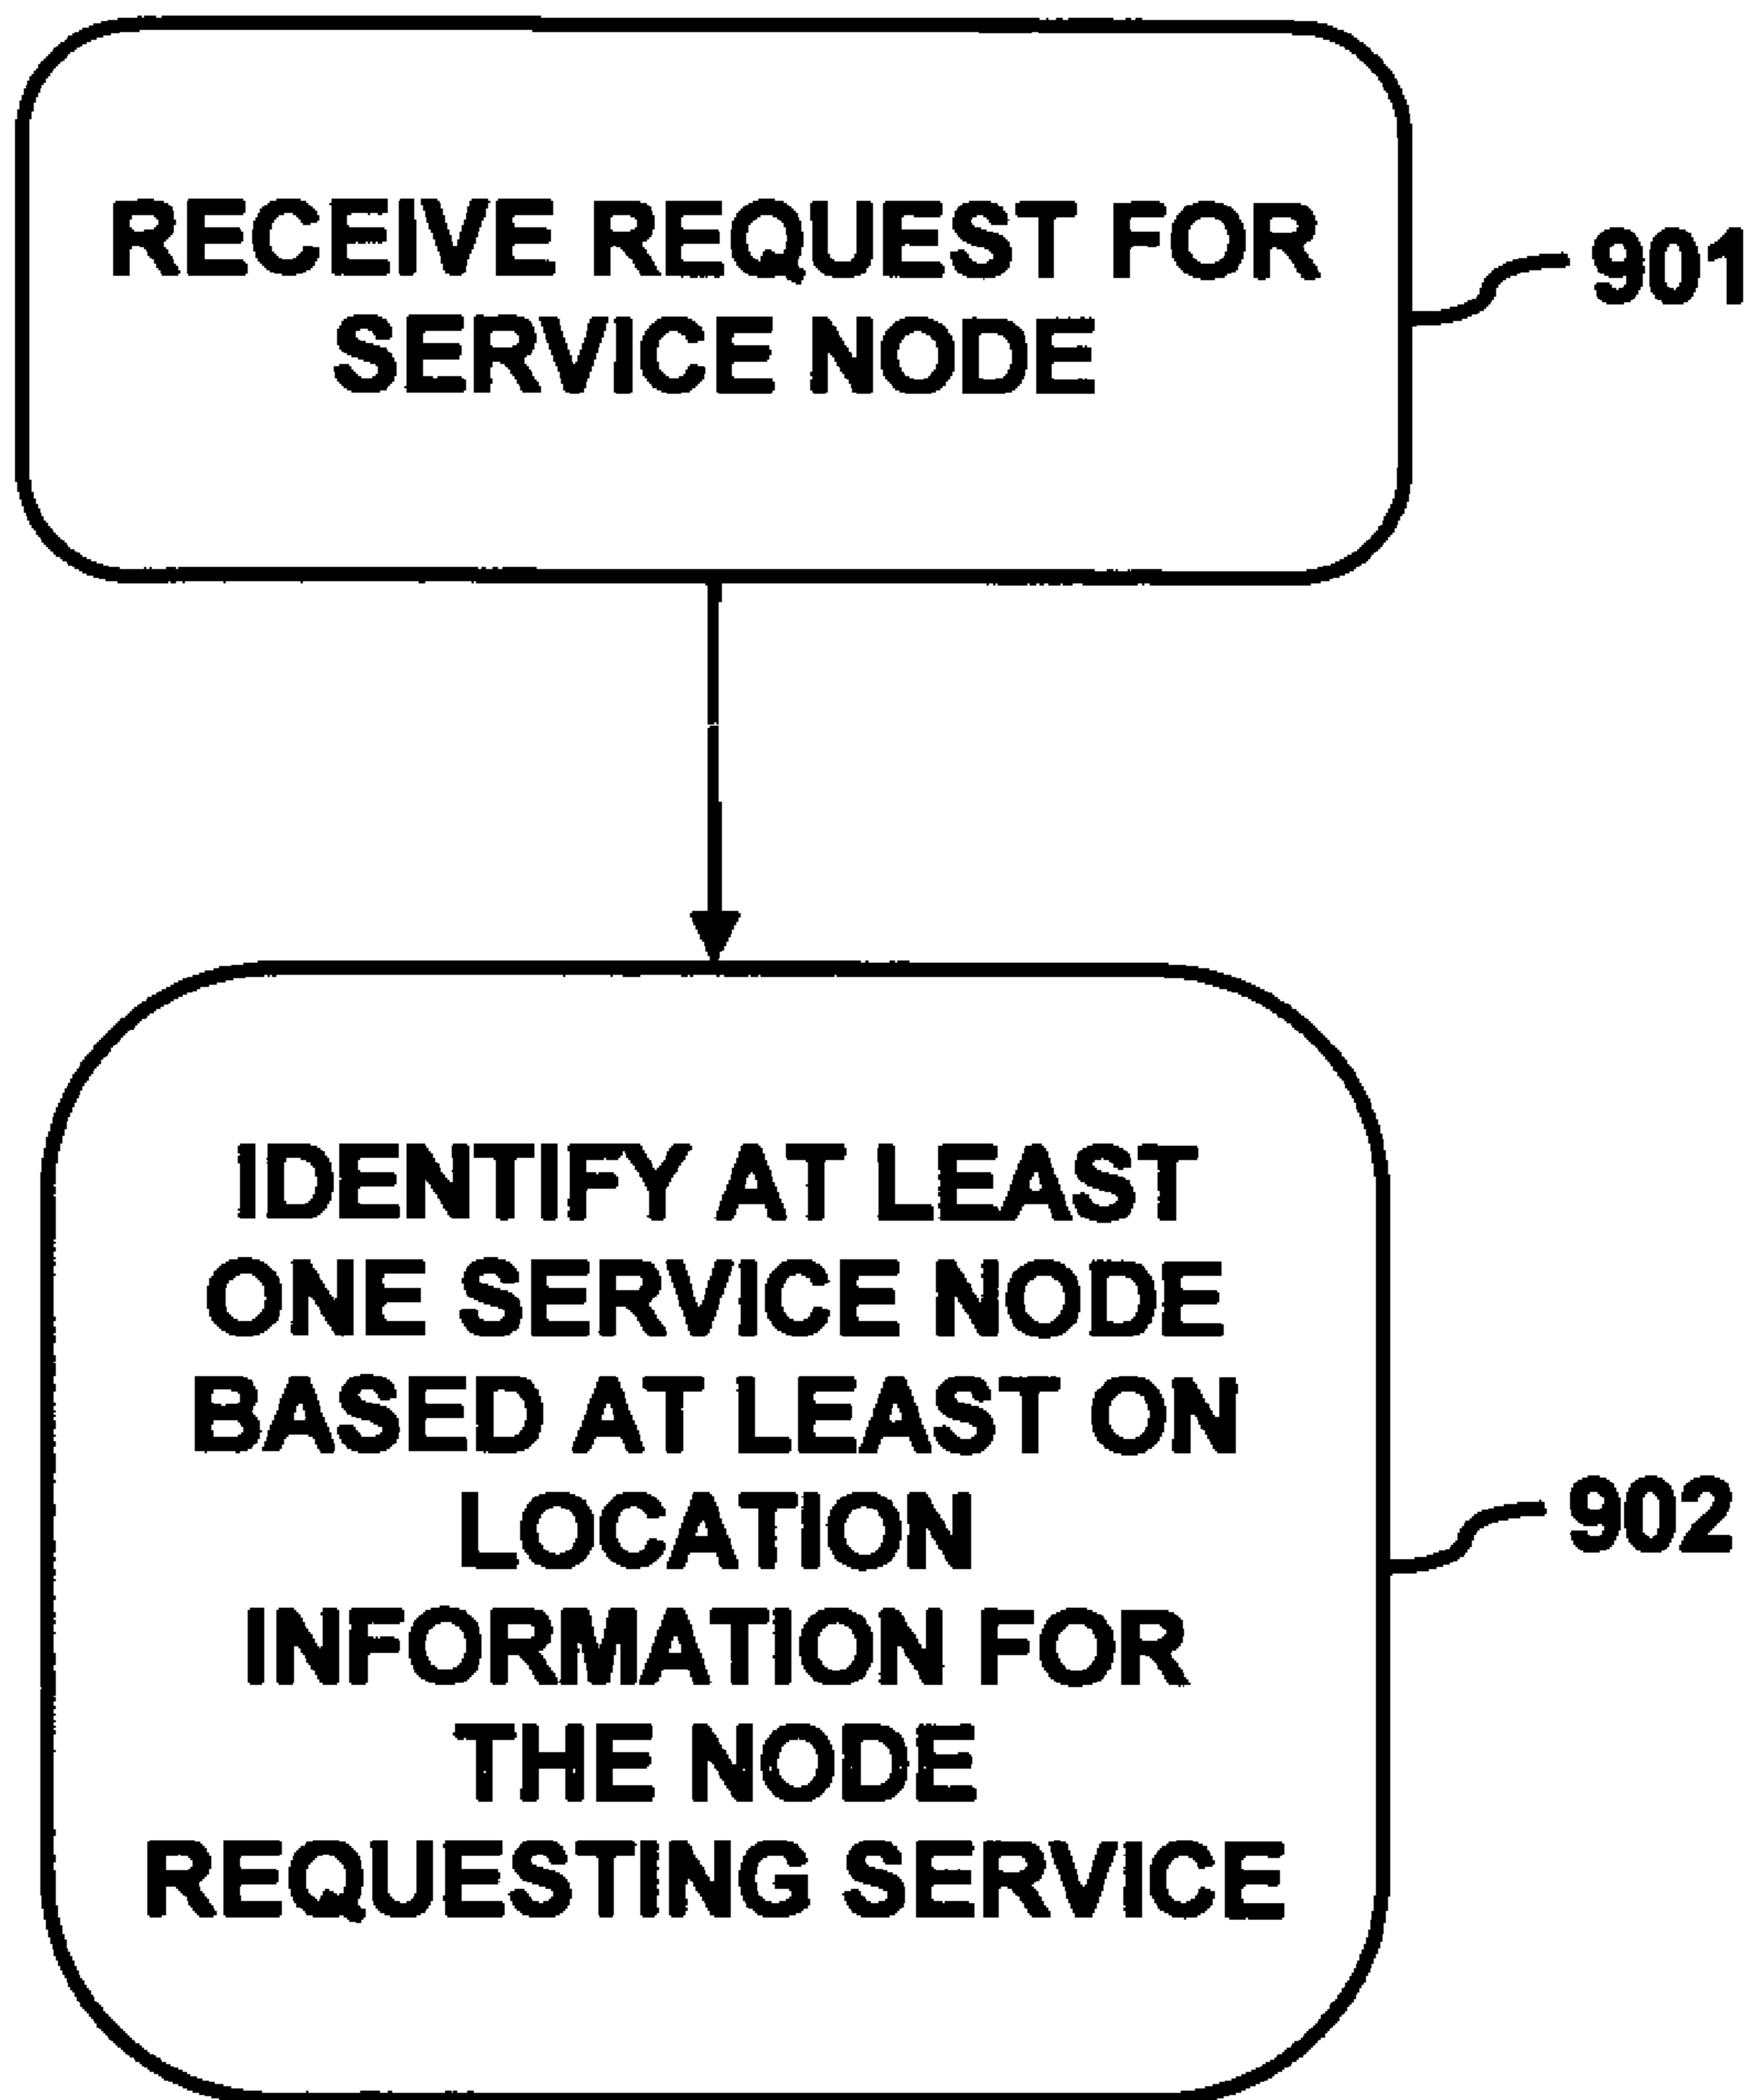 RECEIVE REQUEST FOR
SERVICE NODE
901
IDENTIFY AT LEAST
ONE SERVICE NODE
BASED AT LEAST ON
LOCATION
INFORMATION FOR
THE NODE
REQUESTING SERVICE
902